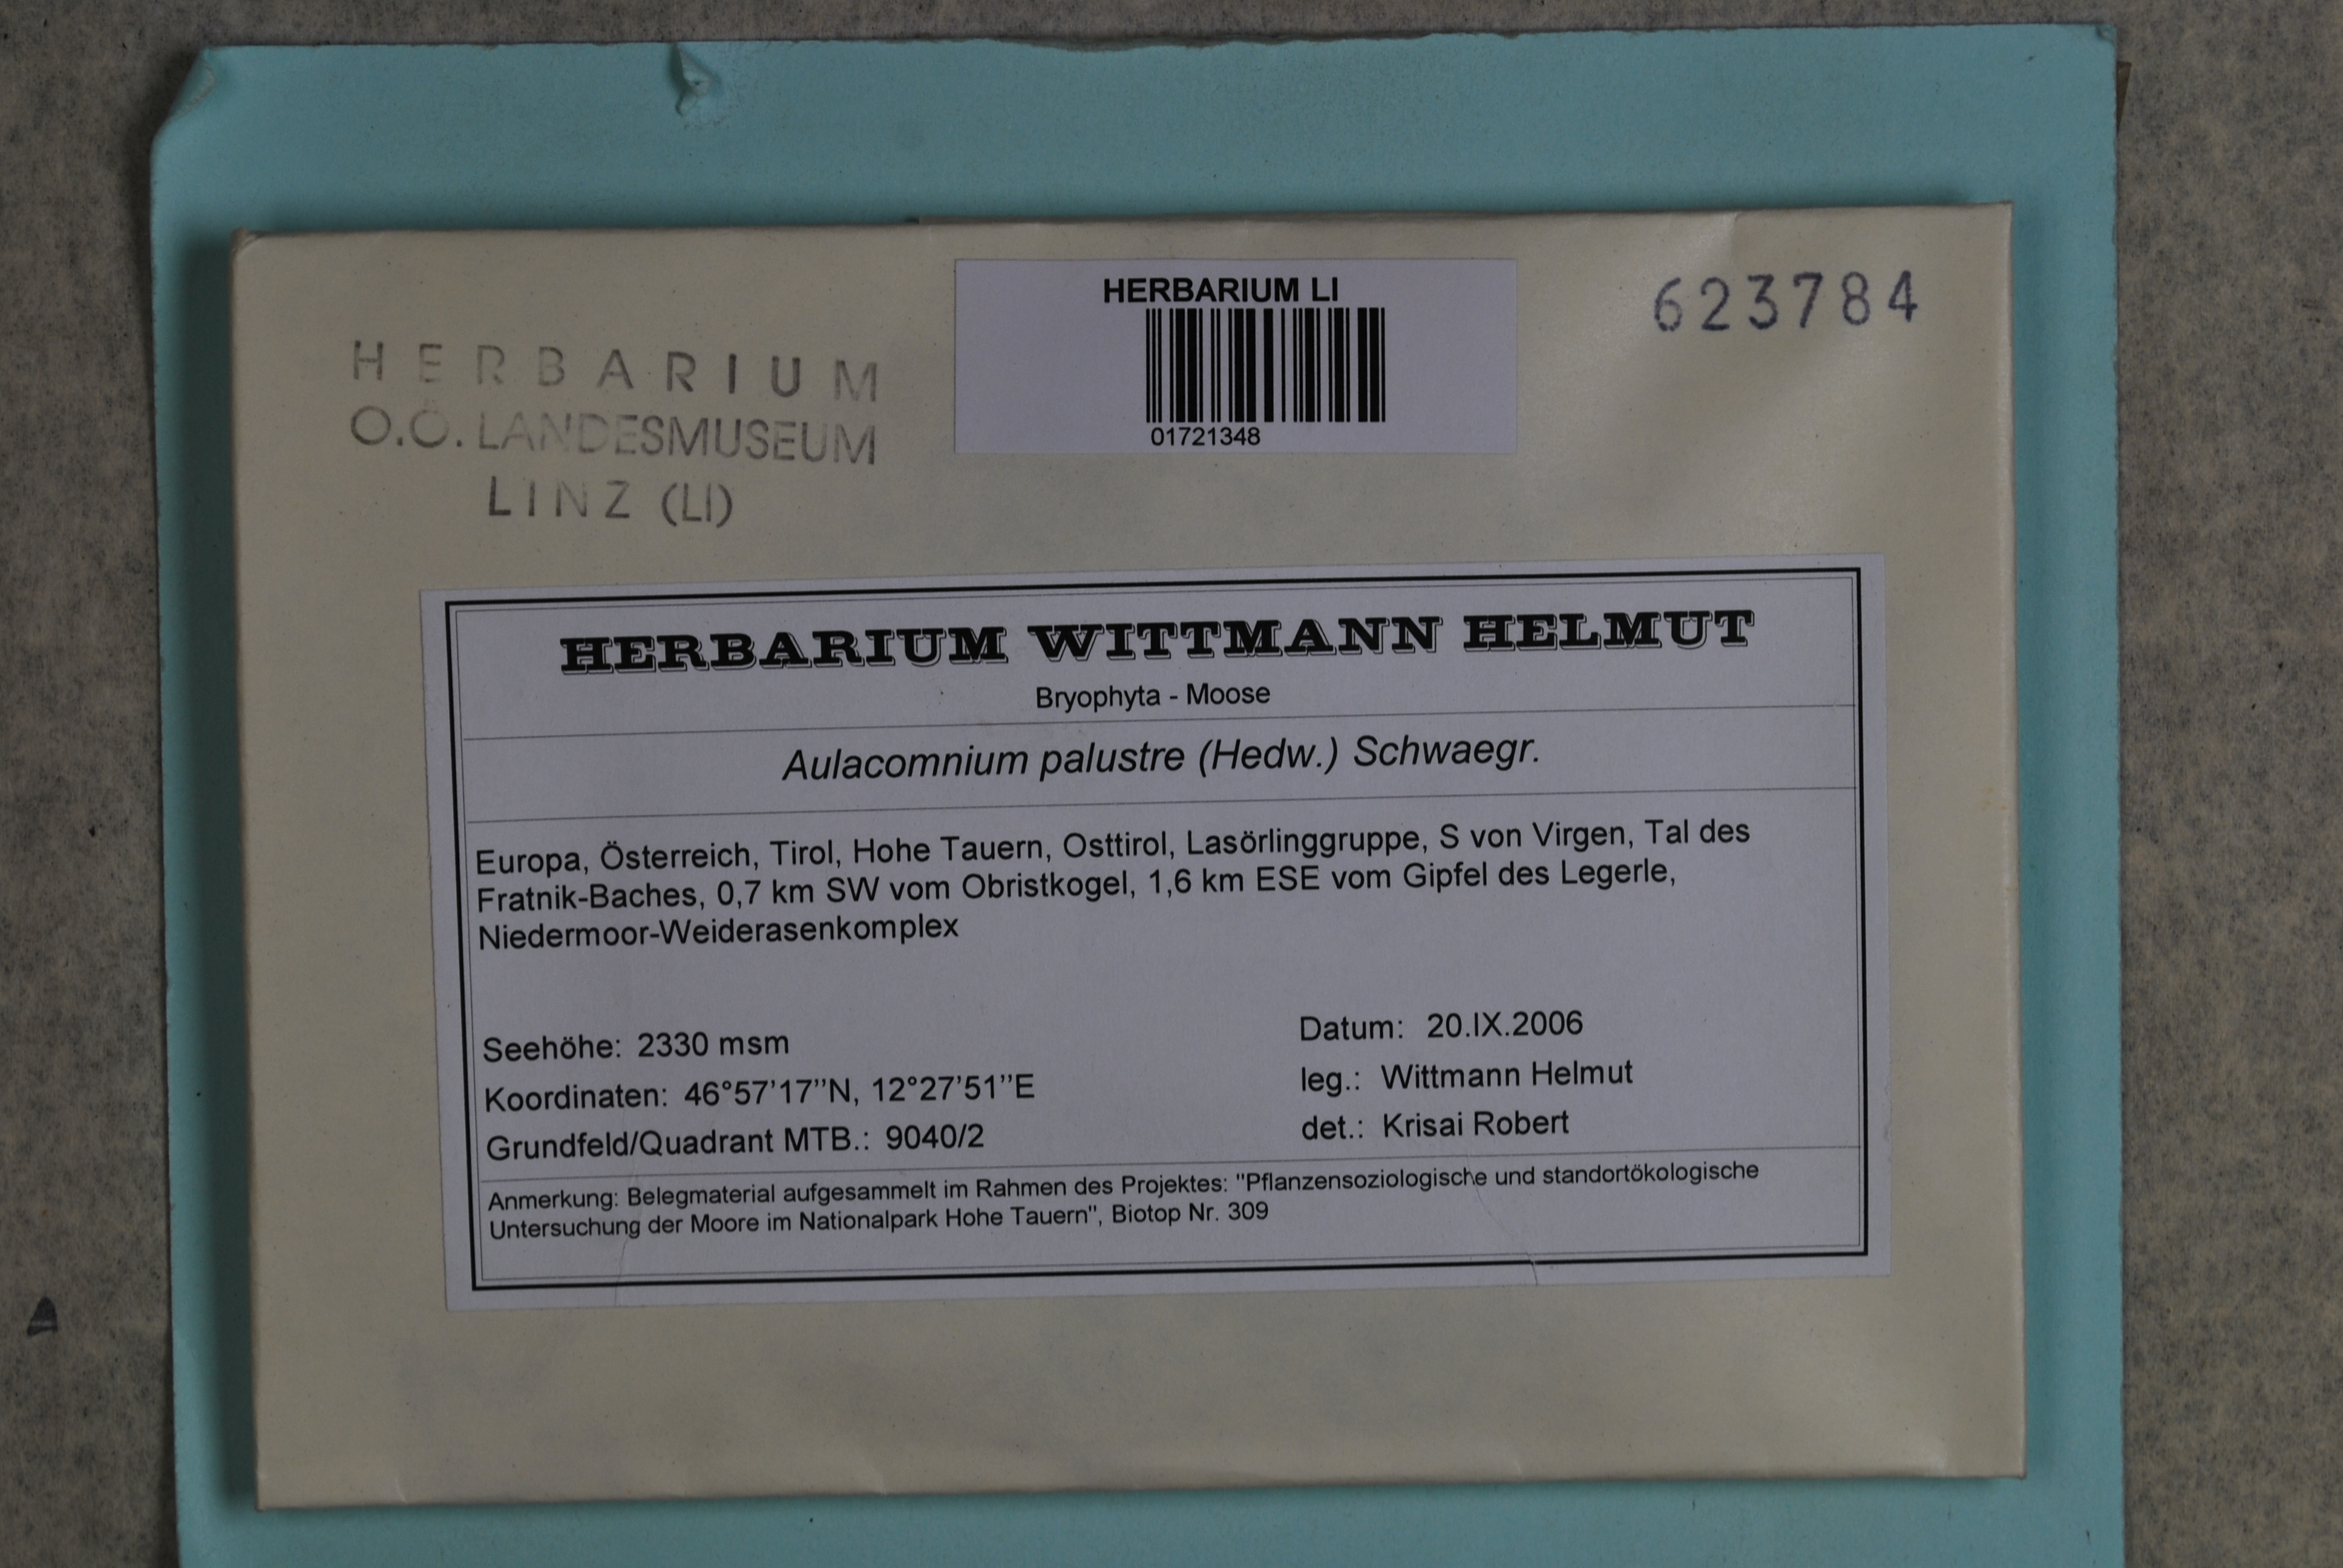 HERBARIUM LI
623784
HERBARIUM
O.Ö. LANDESMUSEUM
LINZ (LI)
01721348
HERBARIUM WITTMANN HELMUT
Bryophyta - Moose
Aulacomnium palustre (Hedw.) Schwaegr.
Europa, Österreich, Tirol, Hohe Tauern, Osttirol, Lasörlinggruppe, S von Virgen, Tal des
Fratnik-Baches, 0,7 km SW vom Obristkogel, 1,6 km ESE vom Gipfel des Legerle,
Niedermoor-Weiderasenkomplex
Seehöhe: 2330 msm
Koordinaten: 46°57'17''N, 12°27'51''E
Grundfeld/Quadrant MTB.: 9040/2
Datum: 20.IX.2006
leg.: Wittmann Helmut
det.: Krisai Robert
Anmerkung: Belegmaterial aufgesammelt im Rahmen des Projektes: "Pflanzensoziologische und standortökologische
Untersuchung der Moore im Nationalpark Hohe Tauern", Biotop Nr. 309